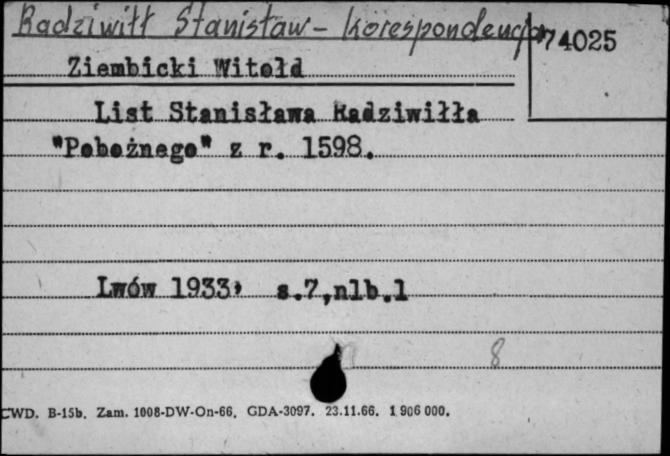 Radziwiłł Stanisław - Korespondencja
74025
Ziembicki Witold
List Stanisława Radziwiłła
"Pobożnego" z r. 1598.
Lwów 1933. s.7,nlb.1
8
CWD. B-15b. Zam. 1008-DW-On-66. GDA-3097. 23.11.66. 1 906 000.